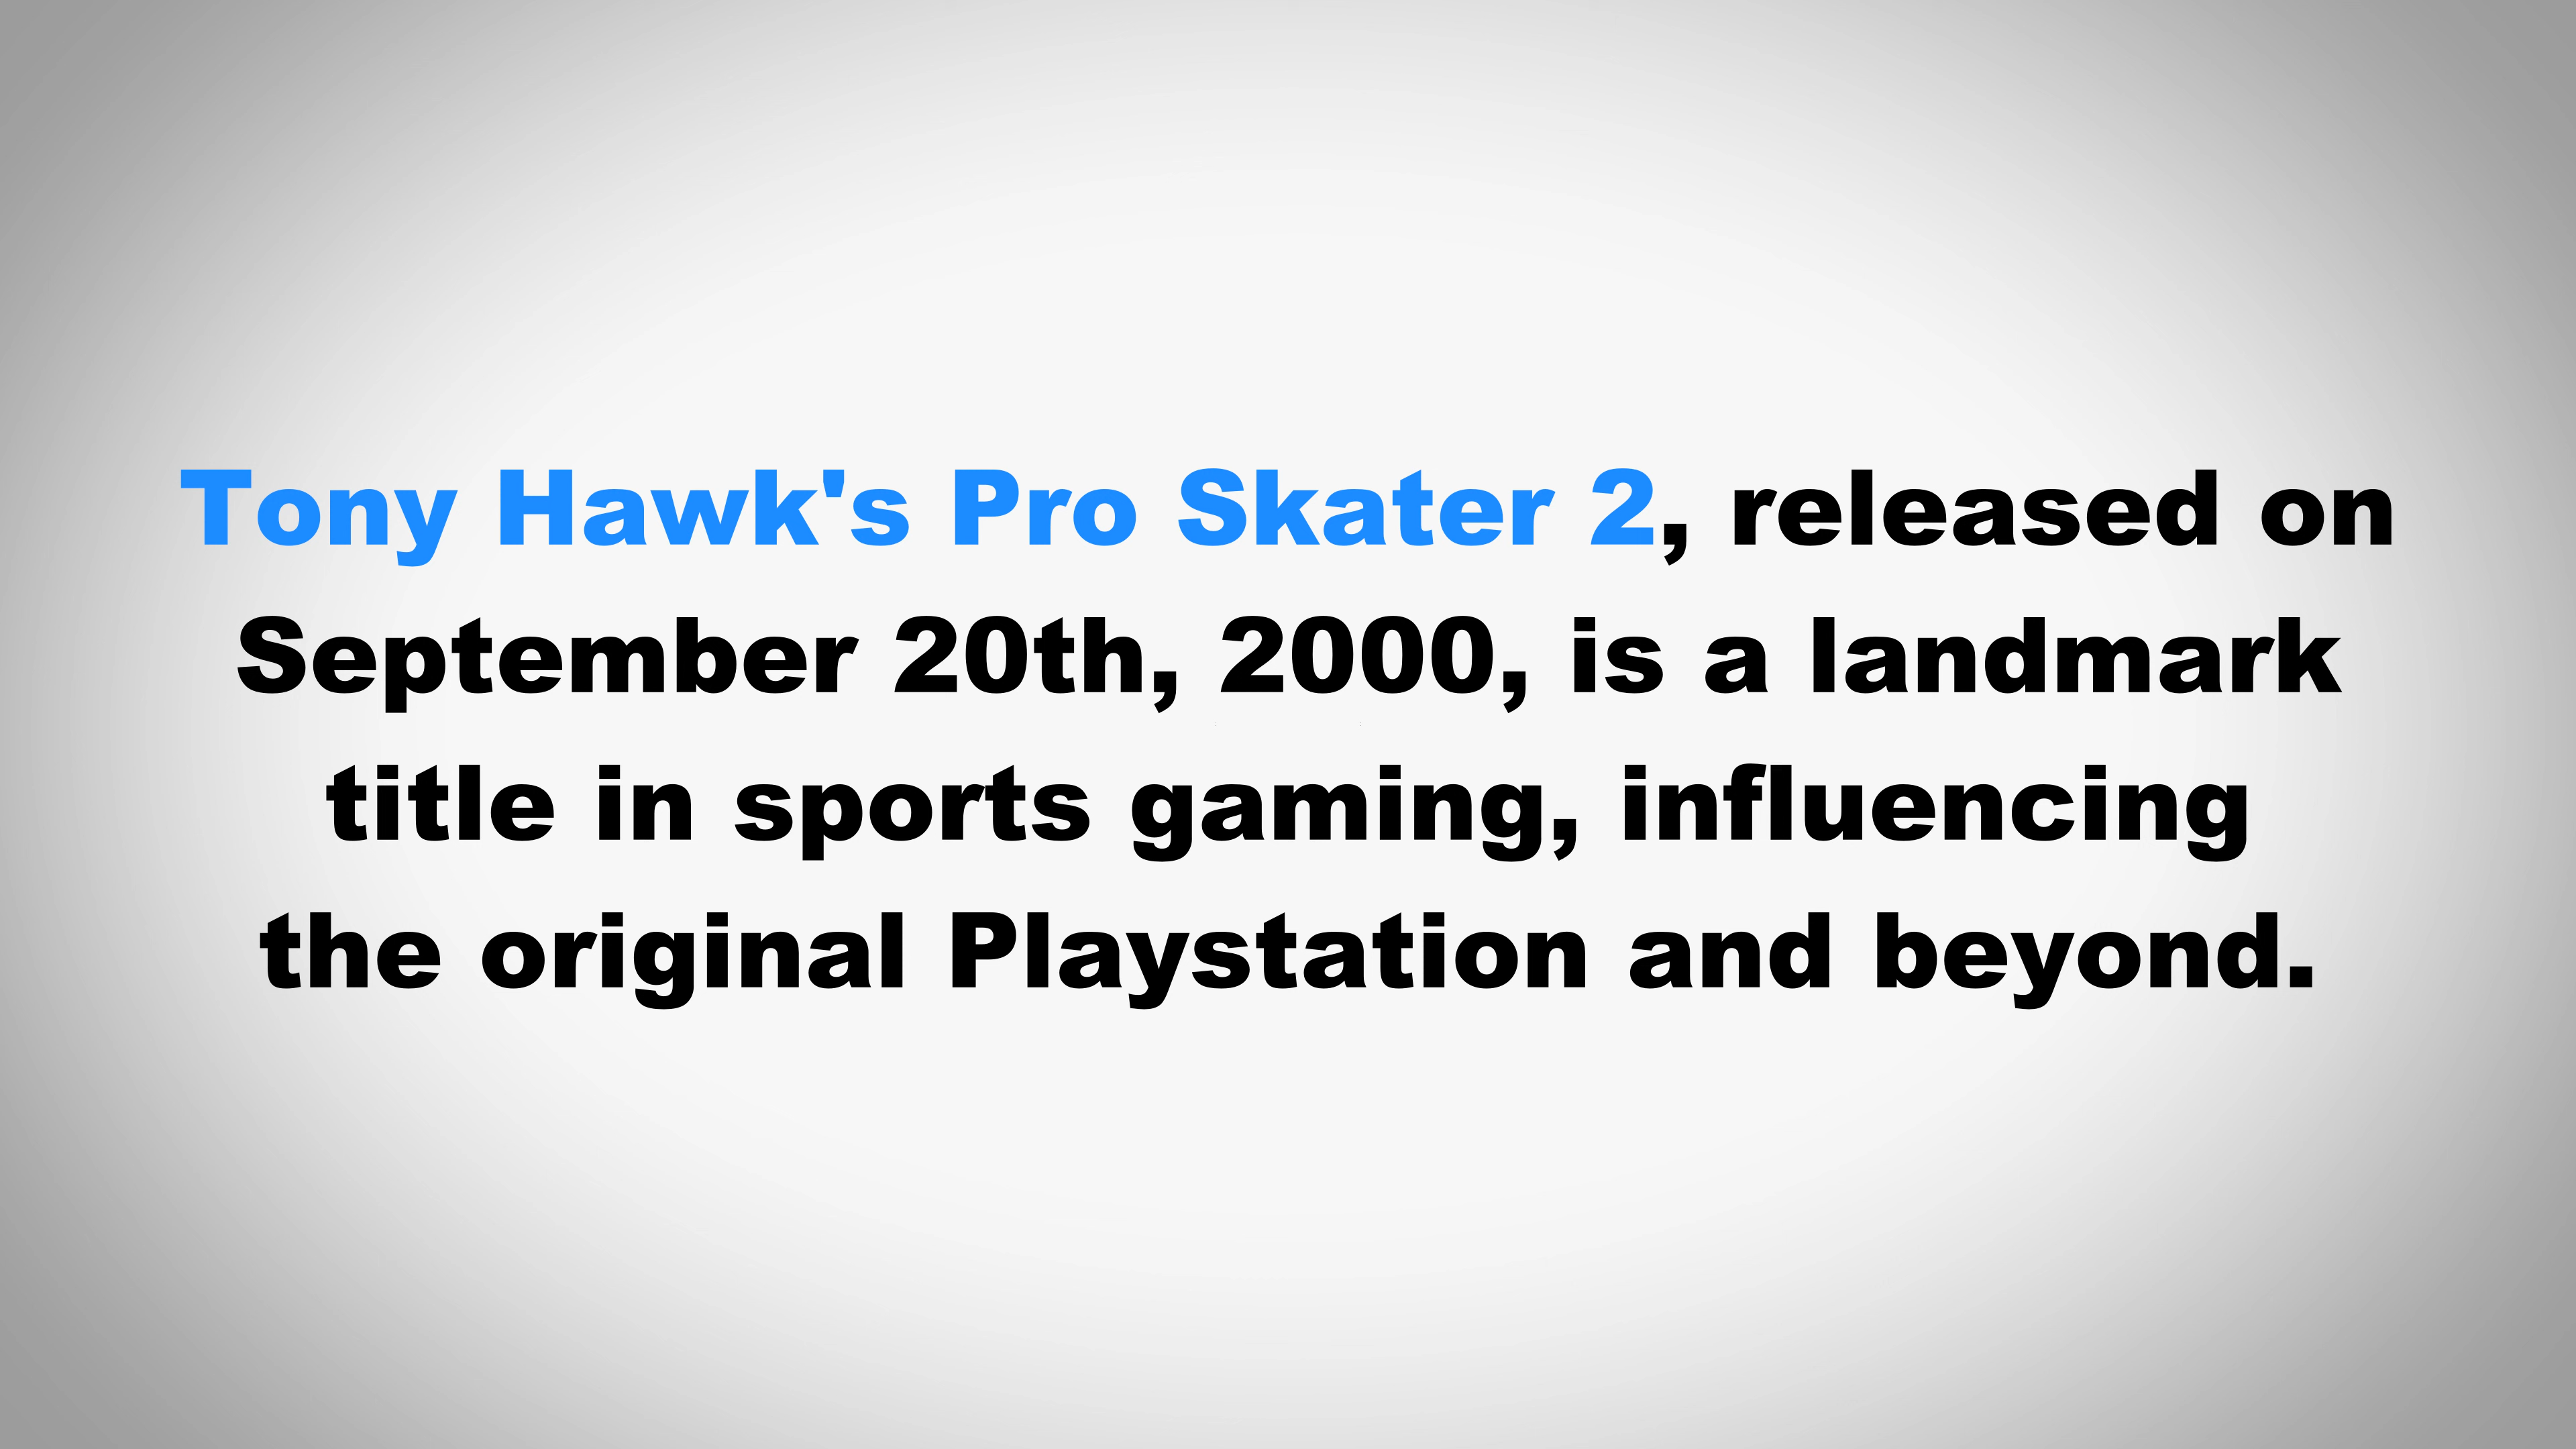 Tony Hawk's Pro Skater 2, released on
September 20th, 2000, is a landmark
title in sports gaming, influencing
the original Playstation and beyond.